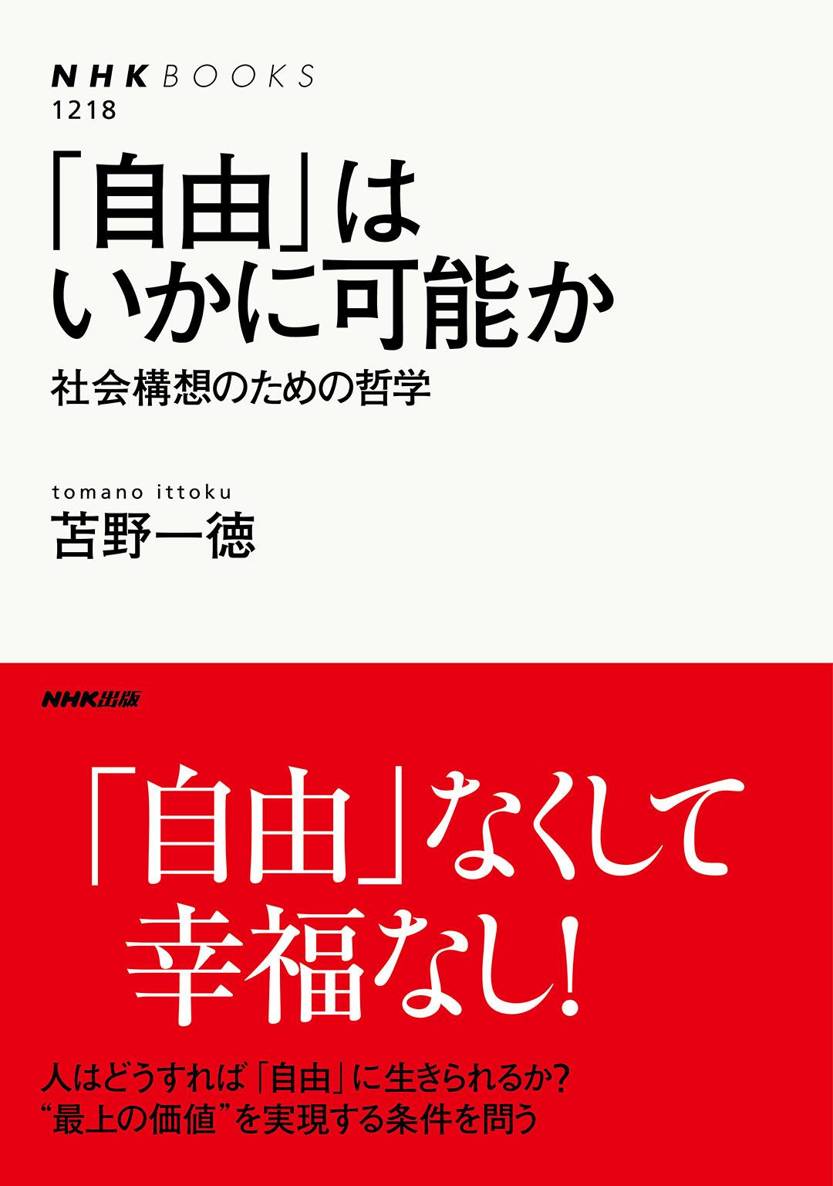 NHK BOOKS
1218
「自由」は
いかに可能か
社会構想のための哲学
tomano ittoku
苫野一徳
NHK出版
「自由」なくして
幸福なし!
人はどうすれば「自由」に生きられるか?
“最上の価値”を実現する条件を問う